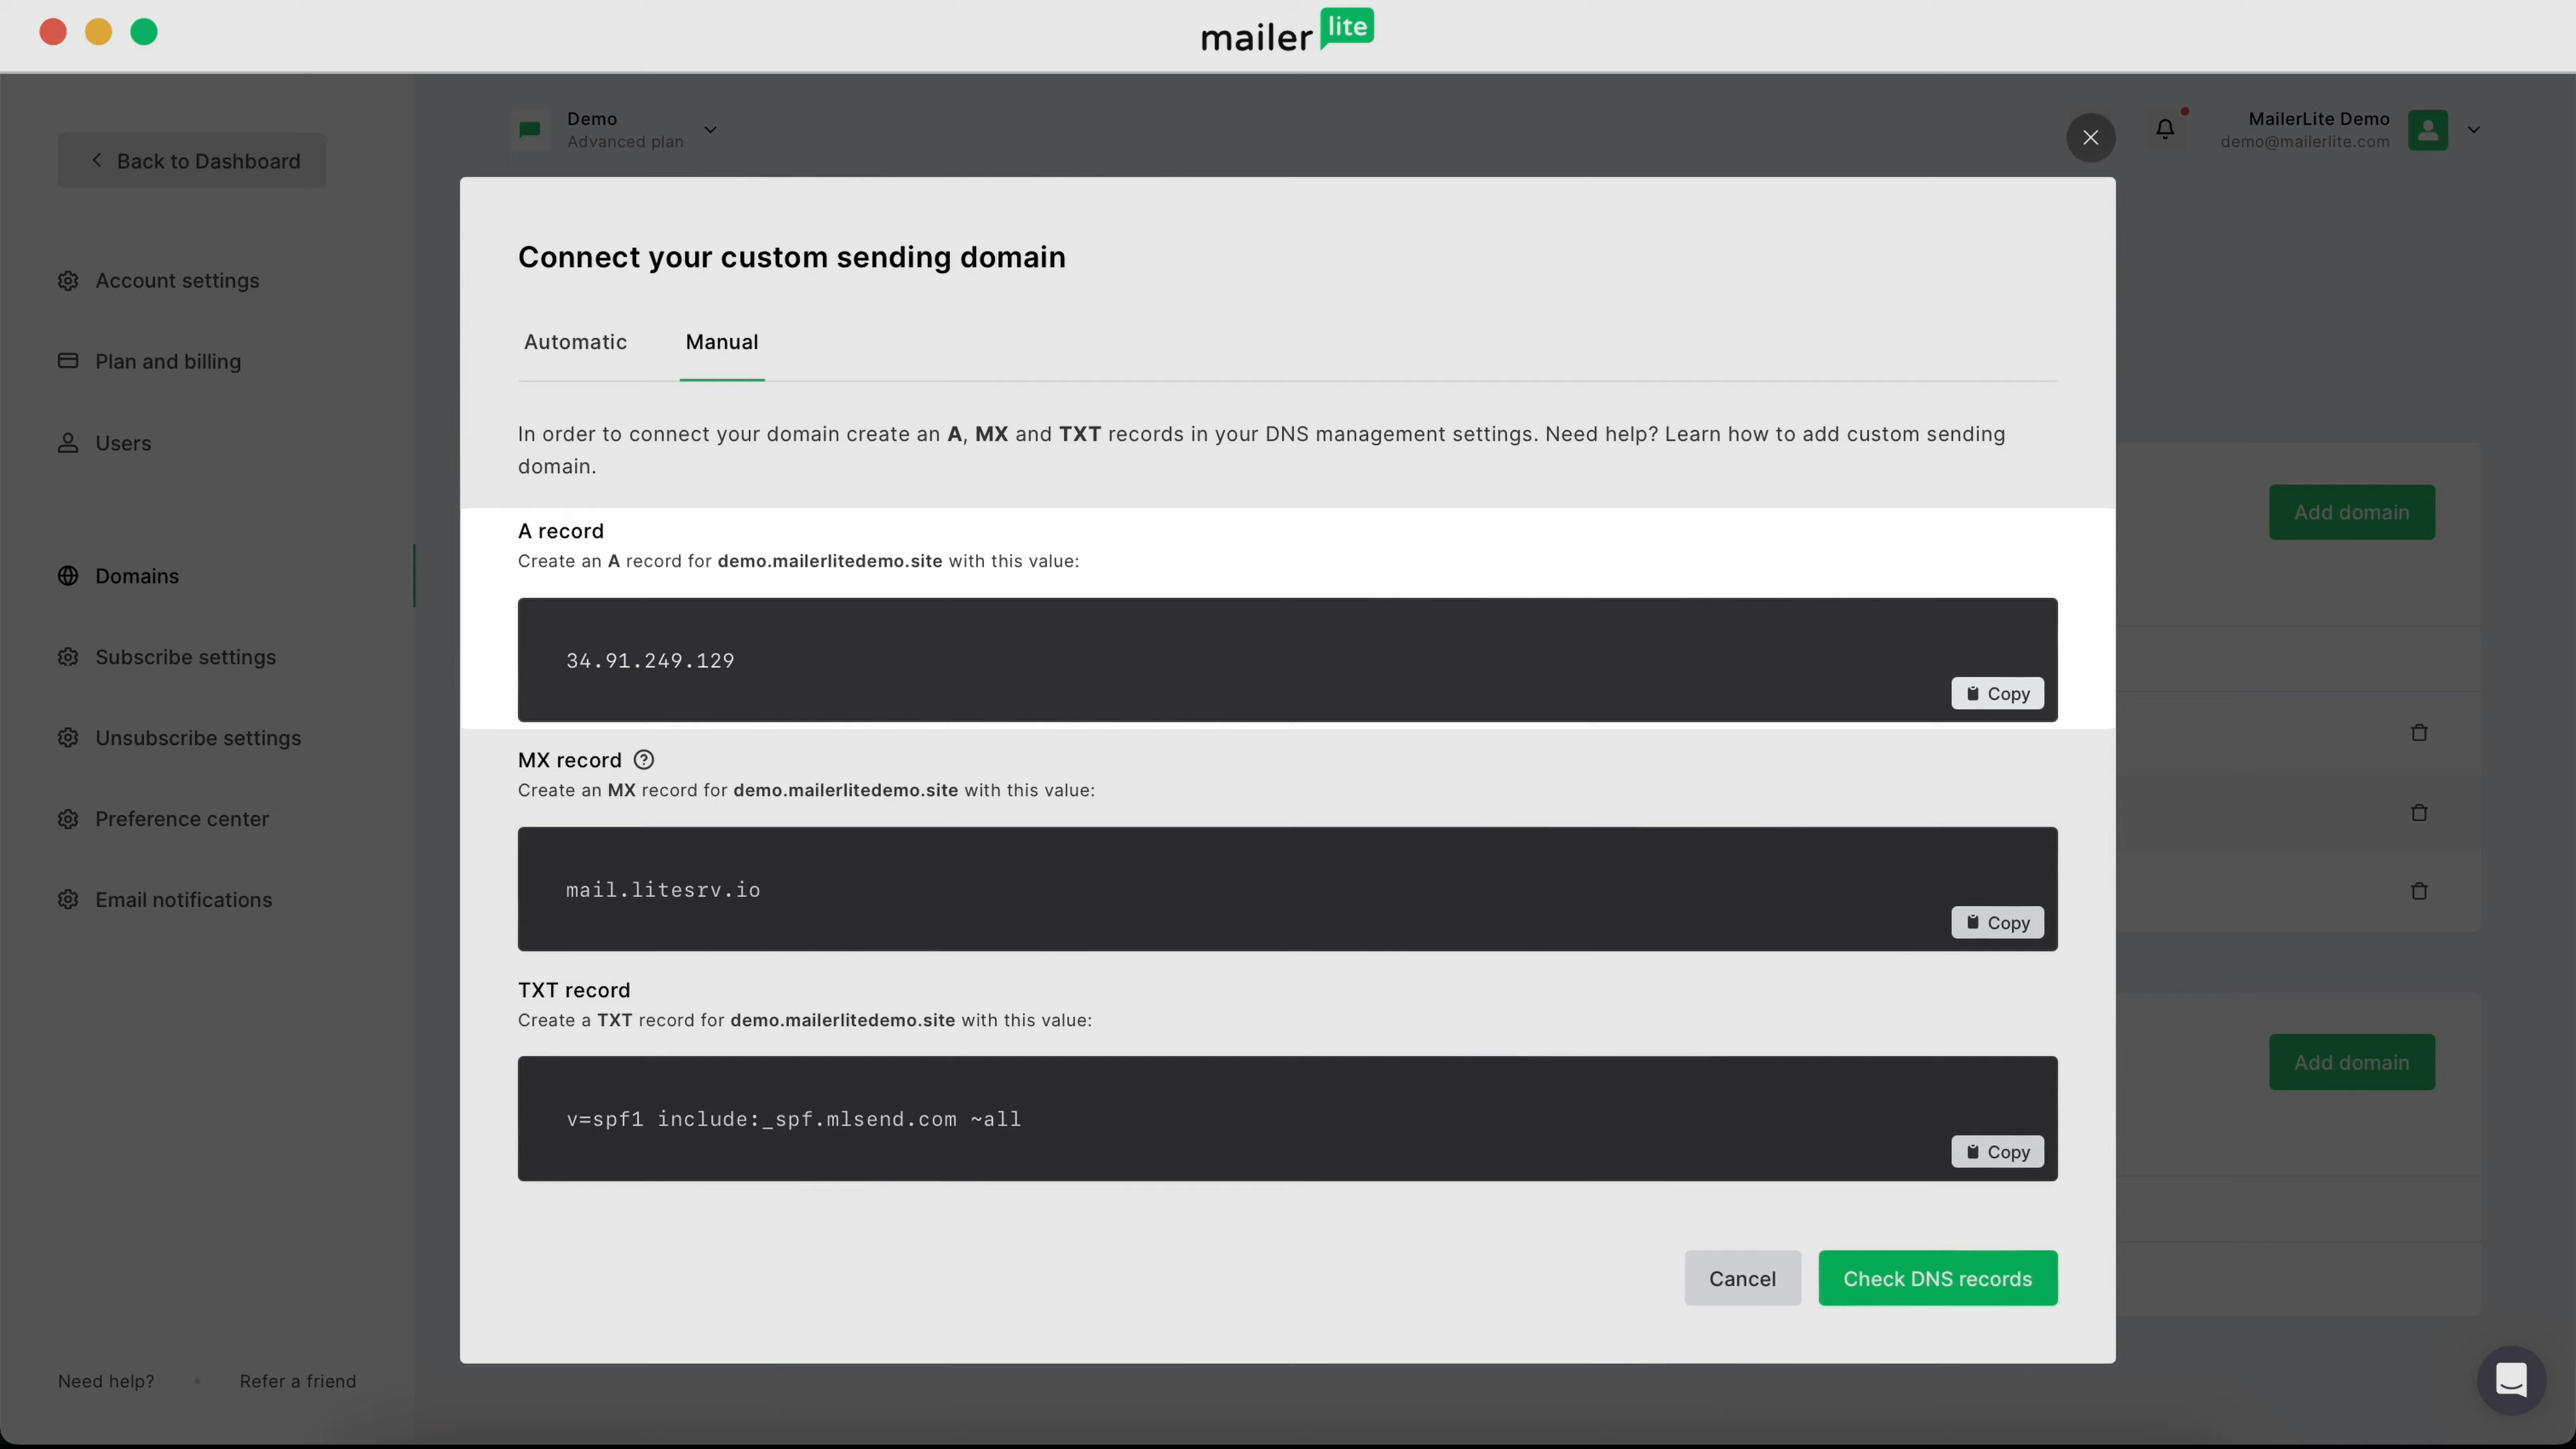 mailer lite
Demo
Advanced plan
MailerLite Demo
demo@mailerlite.com
Back to Dashboard
Account settings
Plan and billing
Users
Domains
Subscribe settings
Unsubscribe settings
Preference center
Email notifications
Need help?
Refer a friend
Connect your custom sending domain
Automatic
Manual
In order to connect your domain create an A, MX and TXT records in your DNS management settings. Need help? Learn how to add custom sending
domain.
A record
Create an A record for demo.mailerlitedemo.site with this value:
34.91.249.129
Copy
MX record
Create an MX record for demo.mailerlitedemo.site with this value:
mail.litesrv.io
Copy
TXT record
Create a TXT record for demo.mailerlitedemo.site with this value:
v=spf1 include:_spf.mlsend.com ~all
Copy
Cancel
Check DNS records
Add domain
Add domain